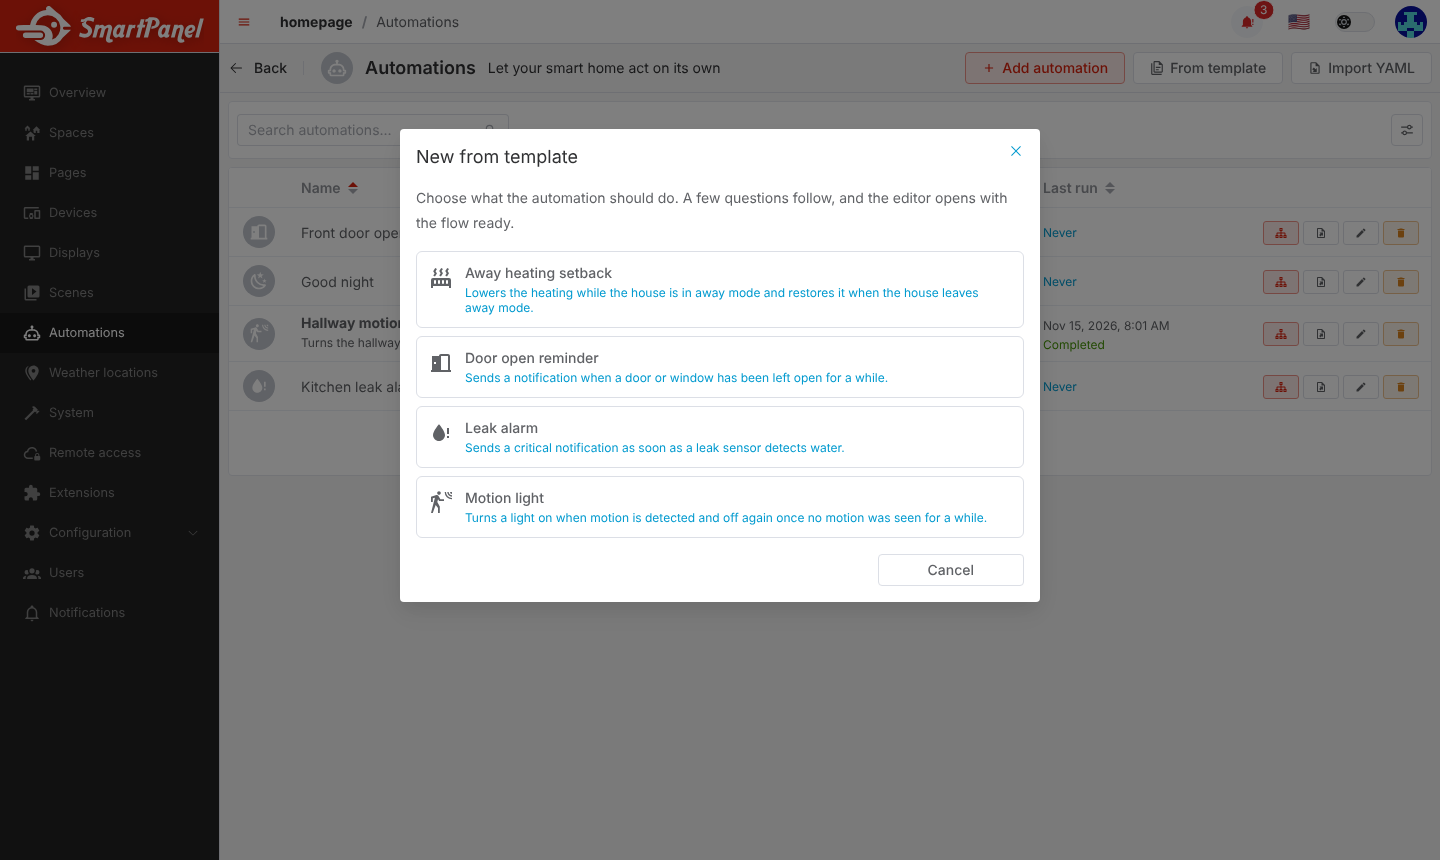 SmartPanel
homepage / Automations
3
Back
Automations
Let your smart home act on its own
Add automation
From template
Import YAML
Overview
Spaces
Pages
Devices
Displays
Scenes
Automations
Weather locations
System
Remote access
Extensions
Configuration
Users
Notifications
Search automations...
Name
Last run
Front door ope
Never
Good night
Never
Hallway motion
Turns the hallway
Nov 15, 2026, 8:01 AM
Completed
Kitchen leak ala
Never
New from template
Choose what the automation should do. A few questions follow, and the editor opens with
the flow ready.
Away heating setback
Lowers the heating while the house is in away mode and restores it when the house leaves
away mode.
Door open reminder
Sends a notification when a door or window has been left open for a while.
Leak alarm
Sends a critical notification as soon as a leak sensor detects water.
Motion light
Turns a light on when motion is detected and off again once no motion was seen for a while.
Cancel